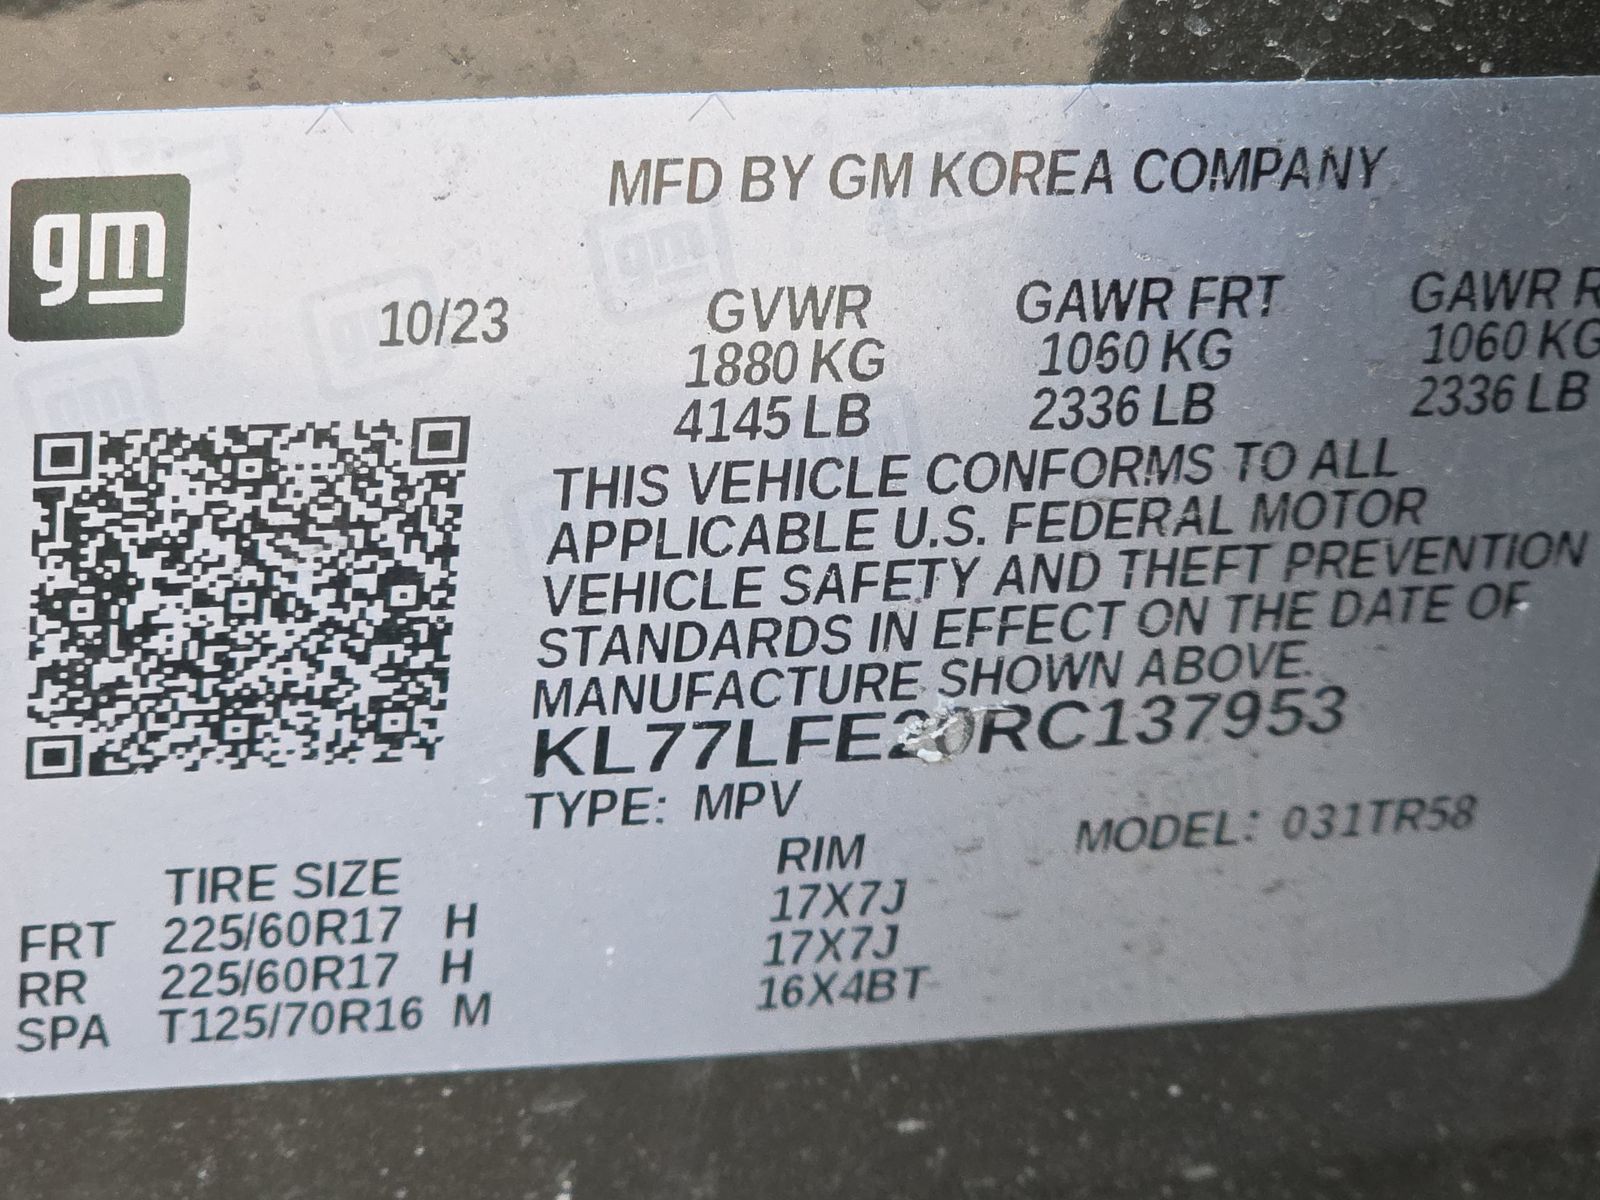 gm
MFD BY GM KOREA COMPANY
10/23
GVWR GAWR FRT GAWR
1880 KG 1060 KG 1060 KG
4145 LB 2336 LB 2336 LB
THIS VEHICLE CONFORMS TO ALL
APPLICABLE U.S. FEDERAL MOTOR
VEHICLE SAFETY AND THEFT PREVENTION
STANDARDS IN EFFECT ON THE DATE OF
MANUFACTURE SHOWN ABOVE.
KL77LFE20RC137953
TYPE: MPV MODEL: 031TR58
TIRE SIZE RIM
FRT 225/60R17 H 17X7J
RR 225/60R17 H 17X7J
SPA T125/70R16 M 16X4BT